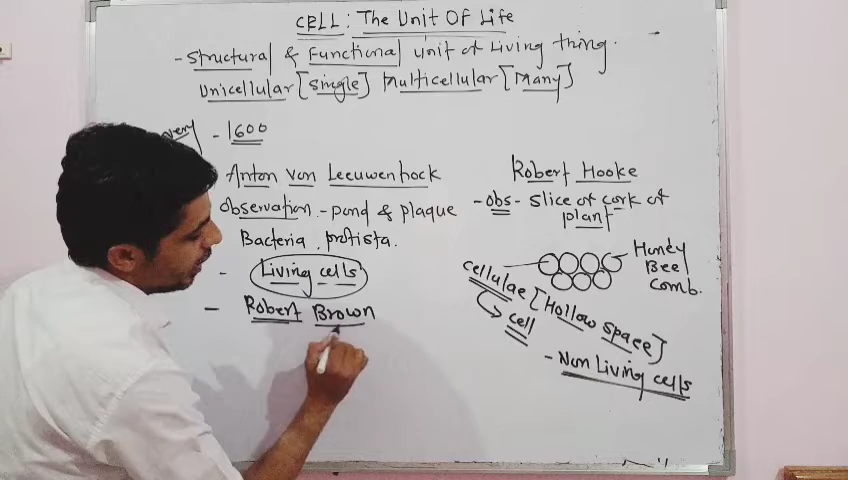 CELL: The Unit Of Life
- Structural & Functional unit of Living thing.
Unicellular [Single] Multicellular [Many]
very - 1600
Anton von Leeuwenhock
Observation - pond & plaque
Bacteria, protista.
- Living cells
- Robert Brown
Robert Hooke
- obs - slice of cork of
plant
Honey
Bee
Comb.
cellulae [Hollow space]
cell
- Non Living cells